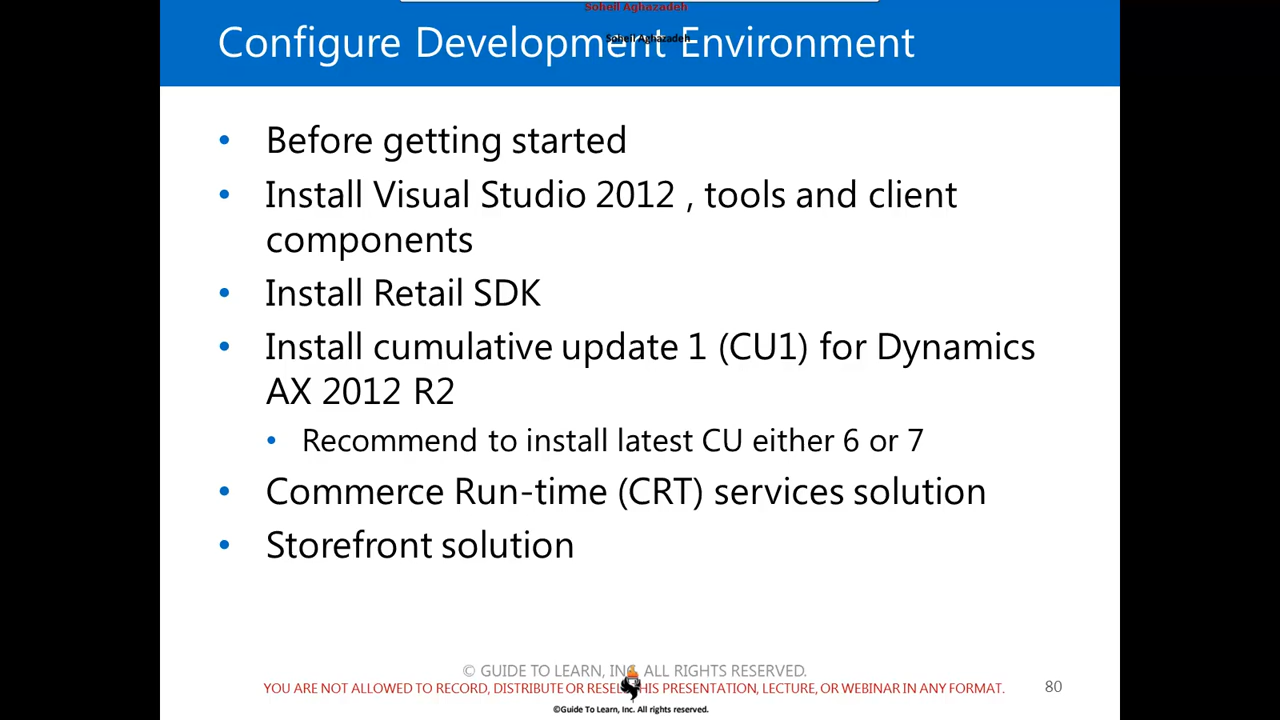 Soheil Aghazadeh
Configure Development Environment
Soheil Aghazadeh
• Before getting started
• Install Visual Studio 2012 , tools and client
components
• Install Retail SDK
• Install cumulative update 1 (CU1) for Dynamics
AX 2012 R2
• Recommend to install latest CU either 6 or 7
• Commerce Run-time (CRT) services solution
• Storefront solution
© GUIDE TO LEARN, INC. ALL RIGHTS RESERVED.
YOU ARE NOT ALLOWED TO RECORD, DISTRIBUTE OR RESELL THIS PRESENTATION, LECTURE, OR WEBINAR IN ANY FORMAT.
80
©Guide To Learn, Inc. All rights reserved.